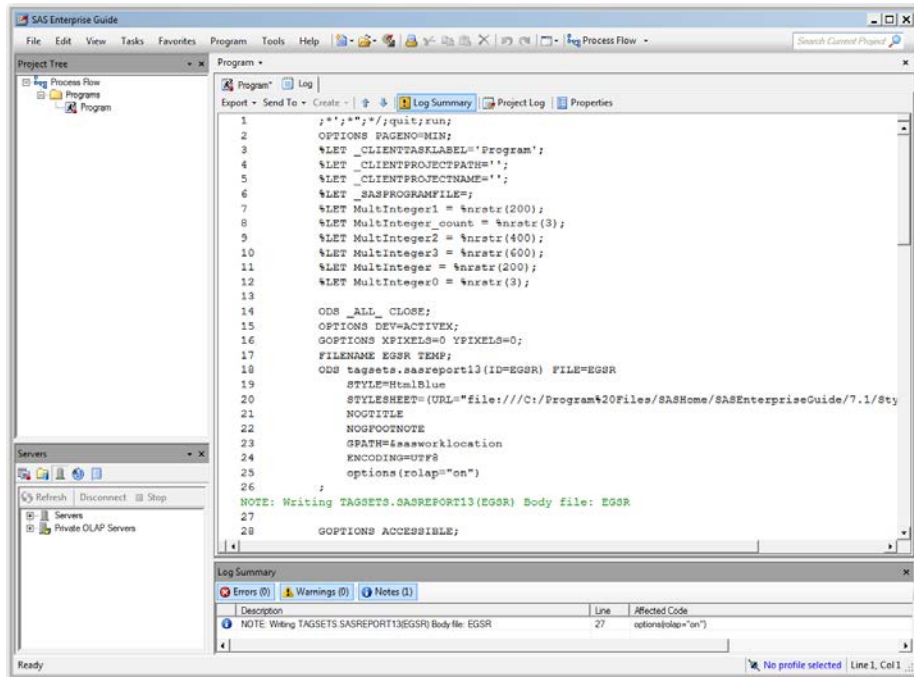 SAS Enterprise Guide
File Edit View Tasks Favorites Program Tools Help Process Flow Search Current Project
Project Tree
Process Flow
Programs
Program
Program
Program* Log
Export Send To Create Log Summary Project Log Properties
1 ;*';*";*/;quit;run;
2 OPTIONS PAGENO=MIN;
3 %LET _CLIENTTASKLABEL='Program';
4 %LET _CLIENTPROJECTPATH='';
5 %LET _CLIENTPROJECTNAME='';
6 %LET _SASPROGRAMFILE=;
7 %LET MultInteger1 = %nrstr(200);
8 %LET MultInteger_count = %nrstr(3);
9 %LET MultInteger2 = %nrstr(400);
10 %LET MultInteger3 = %nrstr(600);
11 %LET MultInteger = %nrstr(200);
12 %LET MultInteger0 = %nrstr(3);
13
14 ODS _ALL_ CLOSE;
15 OPTIONS DEV=ACTIVEX;
16 GOPTIONS XPIXELS=0 YPIXELS=0;
17 FILENAME EGSR TEMP;
18 ODS tagsets.sasreport13(ID=EGSR) FILE=EGSR
19 STYLE=HtmlBlue
20 STYLESHEET=(URL="file:///C:/Program%20Files/SASHome/SASEnterpriseGuide/7.1/Sty
21 NOGTITLE
22 NOGFOOTNOTE
23 GPATH=&sasworklocation
24 ENCODING=UTF8
25 options(rolap="on")
26 ;
NOTE: Writing TAGSETS.SASREPORT13(EGSR) Body file: EGSR
27
28 GOPTIONS ACCESSIBLE;
Servers
Refresh Disconnect Stop
Servers
Private OLAP Servers
Log Summary
Errors (0) Warnings (0) Notes (1)
Description Line Affected Code
NOTE: Writing TAGSETS.SASREPORT13(EGSR) Body file: EGSR 27 options(rolap="on")
Ready No profile selected Line 1, Col 1